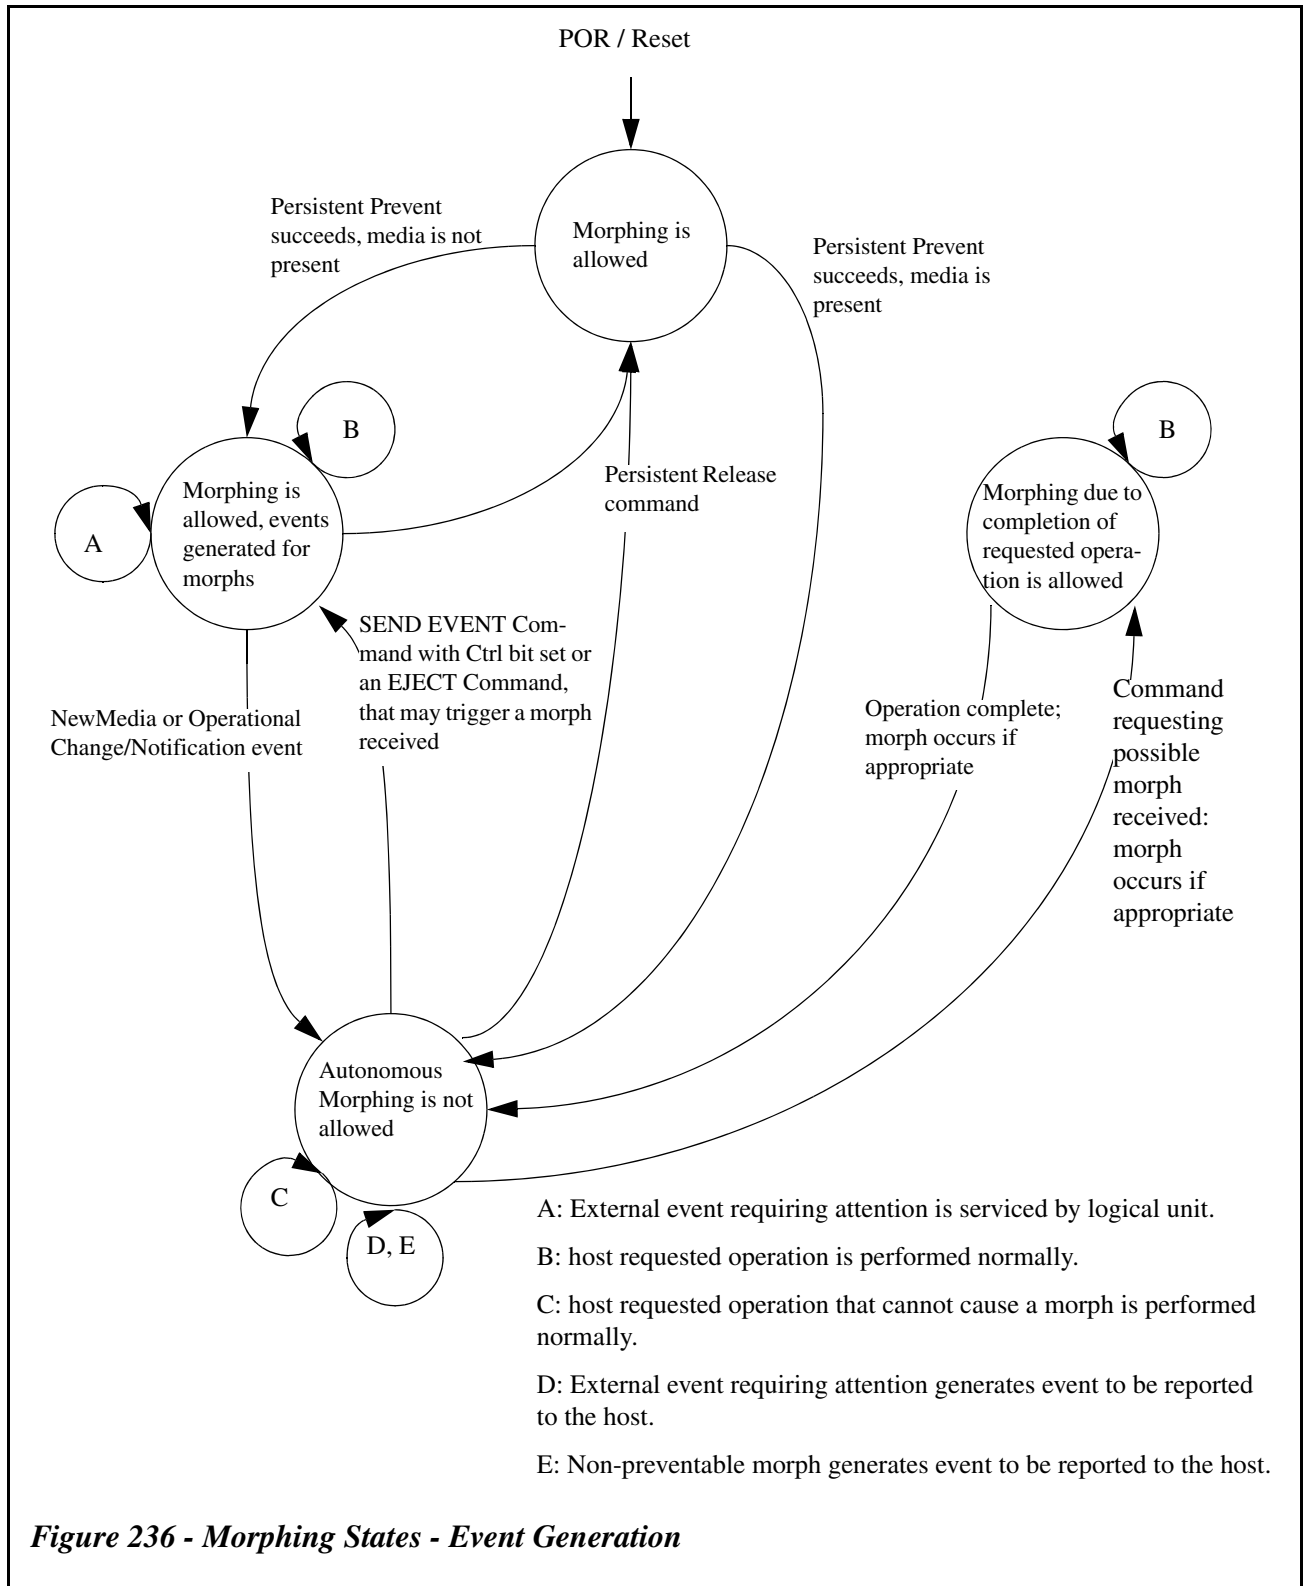 POR / Reset
Persistent Prevent
succeeds, media is not
present
Morphing is
allowed
Persistent Prevent
succeeds, media is
present
B
A
Morphing is
allowed, events
generated for
morphs
Persistent Release
command
B
Morphing due to
completion of
requested opera-
tion is allowed
SEND EVENT Com-
mand with Ctrl bit set or
an EJECT Command,
that may trigger a morph
received
NewMedia or Operational
Change/Notification event
Operation complete;
morph occurs if
appropriate
Command
requesting
possible
morph
received:
morph
occurs if
appropriate
Autonomous
Morphing is not
allowed
C
D, E
A: External event requiring attention is serviced by logical unit.
B: host requested operation is performed normally.
C: host requested operation that cannot cause a morph is performed
normally.
D: External event requiring attention generates event to be reported
to the host.
E: Non-preventable morph generates event to be reported to the host.
Figure 236 - Morphing States - Event Generation